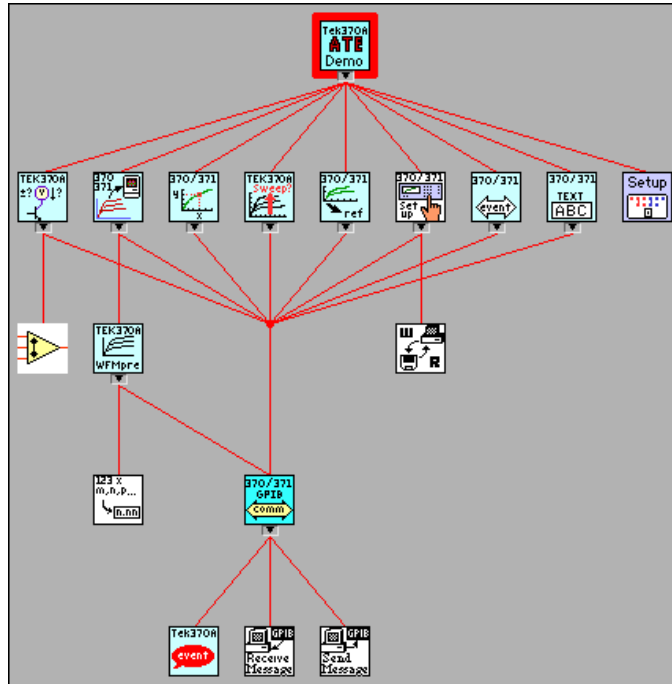 Tek370A
ATE
Demo
TEK370A
±?
V
↓?
370
371
370/371
y
x
TEK370A
Sweep?
370/371
ref
370/371
Set
up
370/371
event
370/371
TEXT
ABC
Setup
TEK370A
WFMpre
W
R
123 x
m,n,p...
n.nn
370/371
GPIB
comm
Tek370A
event
GPIB
Receive
Message
GPIB
Send
Message